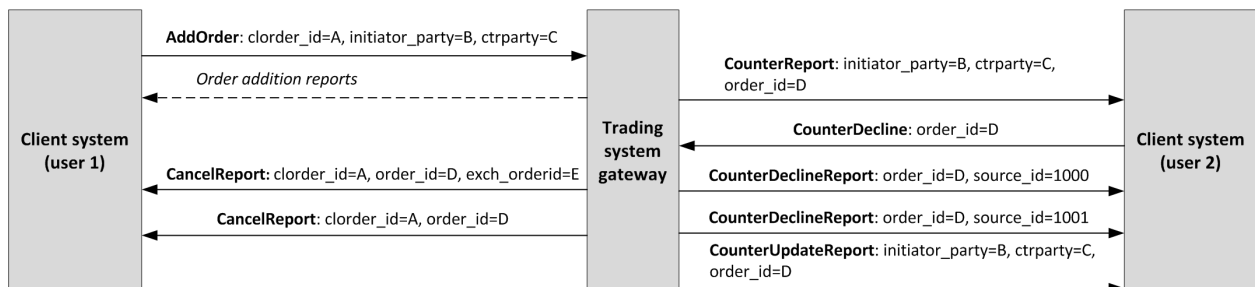 AddOrder: clorder_id=A, initiator_party=B, ctrparty=C
Order addition reports
Client system
(user 1)
CancelReport: clorder_id=A, order_id=D, exch_orderid=E
CancelReport: clorder_id=A, order_id=D
Trading
system
gateway
CounterReport: initiator_party=B, ctrparty=C,
order_id=D
CounterDecline: order_id=D
CounterDeclineReport: order_id=D, source_id=1000
CounterDeclineReport: order_id=D, source_id=1001
CounterUpdateReport: initiator_party=B, ctrparty=C,
order_id=D
Client system
(user 2)